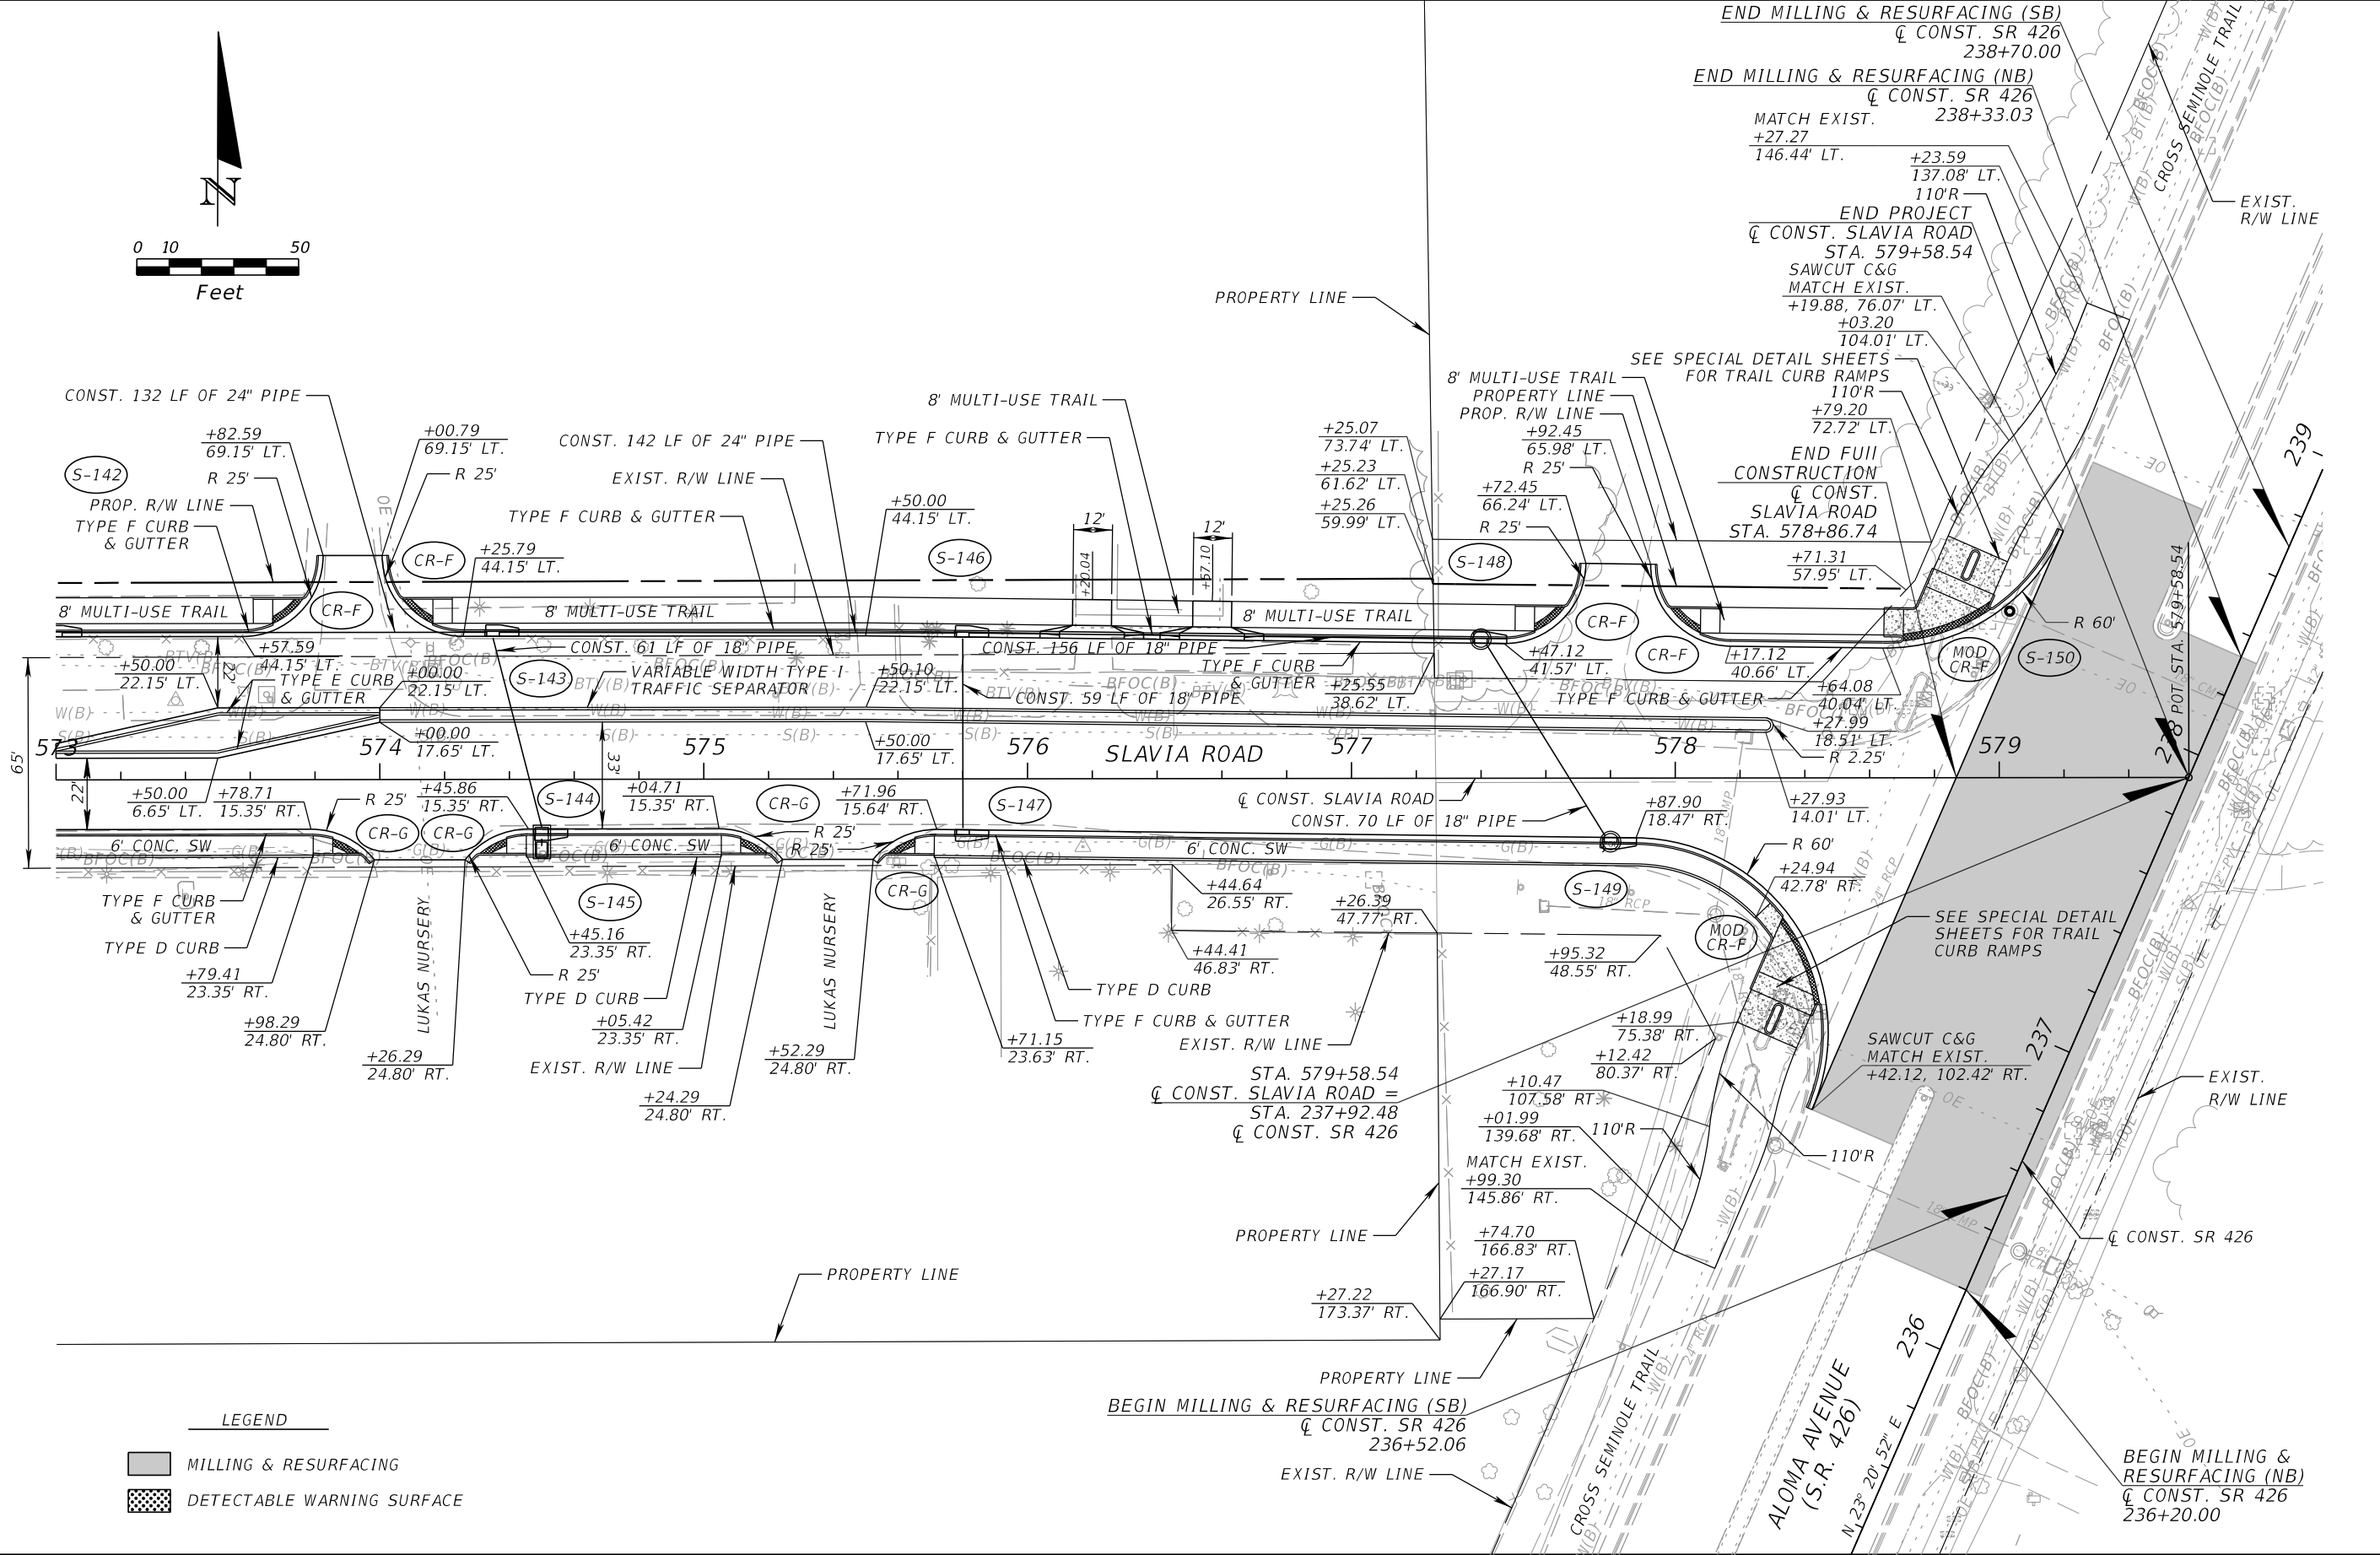 END MILLING & RESURFACING (SB)
℄ CONST. SR 426
238+70.00
END MILLING & RESURFACING (NB)
℄ CONST. SR 426
238+33.03
MATCH EXIST.
+27.27
146.44' LT.
+23.59
137.08' LT.
110'R
END PROJECT
℄ CONST. SLAVIA ROAD
STA. 579+58.54
SAWCUT C&G
MATCH EXIST.
+19.88, 76.07' LT.
+03.20
104.01' LT.
SEE SPECIAL DETAIL SHEETS
FOR TRAIL CURB RAMPS
110'R
+79.20
72.72' LT.
END FUll
CONSTRUCTION
℄ CONST.
SLAVIA ROAD
STA. 578+86.74
+71.31
57.95' LT.
CROSS SEMINOLE TRAIL
EXIST.
R/W LINE
N
0 10 50
Feet
PROPERTY LINE
CONST. 132 LF OF 24" PIPE
+82.59
69.15' LT.
+00.79
69.15' LT.
S-142
R 25'
R 25'
PROP. R/W LINE
TYPE F CURB
& GUTTER
CONST. 142 LF OF 24" PIPE
EXIST. R/W LINE
TYPE F CURB & GUTTER
CR-F
+25.79
44.15' LT.
+50.00
44.15' LT.
8' MULTI-USE TRAIL
TYPE F CURB & GUTTER
S-146
12'
12'
+20.04
+57.10
+25.07
73.74' LT.
+25.23
61.62' LT.
+25.26
59.99' LT.
8' MULTI-USE TRAIL
PROPERTY LINE
PROP. R/W LINE
+92.45
65.98' LT.
R 25'
+72.45
66.24' LT.
R 25'
S-148
8' MULTI-USE TRAIL
CR-F
8' MULTI-USE TRAIL
8' MULTI-USE TRAIL
CR-F
CR-F
MOD
CR-F
S-150
R 60'
239
POT STA. 579+58.54
238
+57.59
44.15' LT.
+50.00
22.15' LT.
22'
TYPE E CURB
& GUTTER
+00.00
22.15' LT.
S-143
CONST. 61 LF OF 18" PIPE
VARIABLE WIDTH TYPE I
TRAFFIC SEPARATOR
+50.10
22.15' LT.
CONST. 156 LF OF 18" PIPE
CONST. 59 LF OF 18" PIPE
TYPE F CURB
& GUTTER
+25.55
38.62' LT.
+47.12
41.57' LT.
+17.12
40.66' LT.
TYPE F CURB & GUTTER
+64.08
40.04' LT.
+27.99
18.51' LT.
R 2.25'
+00.00
17.65' LT.
+50.00
17.65' LT.
65'
573
574
575
576
SLAVIA ROAD
577
578
579
22'
33'
+50.00
6.65' LT.
+78.71
15.35' RT.
R 25'
+45.86
15.35' RT.
S-144
+04.71
15.35' RT.
CR-G
+71.96
15.64' RT.
S-147
℄ CONST. SLAVIA ROAD
CONST. 70 LF OF 18" PIPE
+87.90
18.47' RT.
+27.93
14.01' LT.
6' CONC. SW
CR-G
CR-G
6' CONC. SW
R 25'
R 25'
6' CONC. SW
R 60'
+24.94
42.78' RT.
TYPE F CURB
& GUTTER
TYPE D CURB
+79.41
23.35' RT.
+98.29
24.80' RT.
LUKAS NURSERY
+26.29
24.80' RT.
S-145
+45.16
23.35' RT.
R 25'
TYPE D CURB
+05.42
23.35' RT.
EXIST. R/W LINE
+24.29
24.80' RT.
LUKAS NURSERY
+52.29
24.80' RT.
CR-G
+71.15
23.63' RT.
TYPE D CURB
TYPE F CURB & GUTTER
EXIST. R/W LINE
+44.64
26.55' RT.
+44.41
46.83' RT.
+26.39
47.77' RT.
S-149
+95.32
48.55' RT.
MOD
CR-F
SEE SPECIAL DETAIL
SHEETS FOR TRAIL
CURB RAMPS
STA. 579+58.54
℄ CONST. SLAVIA ROAD =
STA. 237+92.48
℄ CONST. SR 426
+18.99
75.38' RT.
+12.42
80.37' RT.
+10.47
107.58' RT.
+01.99
139.68' RT.
110'R
110'R
MATCH EXIST.
+99.30
145.86' RT.
SAWCUT C&G
MATCH EXIST.
+42.12, 102.42' RT.
237
EXIST.
R/W LINE
℄ CONST. SR 426
PROPERTY LINE
+74.70
166.83' RT.
+27.17
166.90' RT.
+27.22
173.37' RT.
PROPERTY LINE
PROPERTY LINE
BEGIN MILLING & RESURFACING (SB)
℄ CONST. SR 426
236+52.06
EXIST. R/W LINE
CROSS SEMINOLE TRAIL
ALOMA AVENUE
(S.R. 426)
236
N 23° 20' 52" E
BEGIN MILLING &
RESURFACING (NB)
℄ CONST. SR 426
236+20.00
LEGEND
MILLING & RESURFACING
DETECTABLE WARNING SURFACE